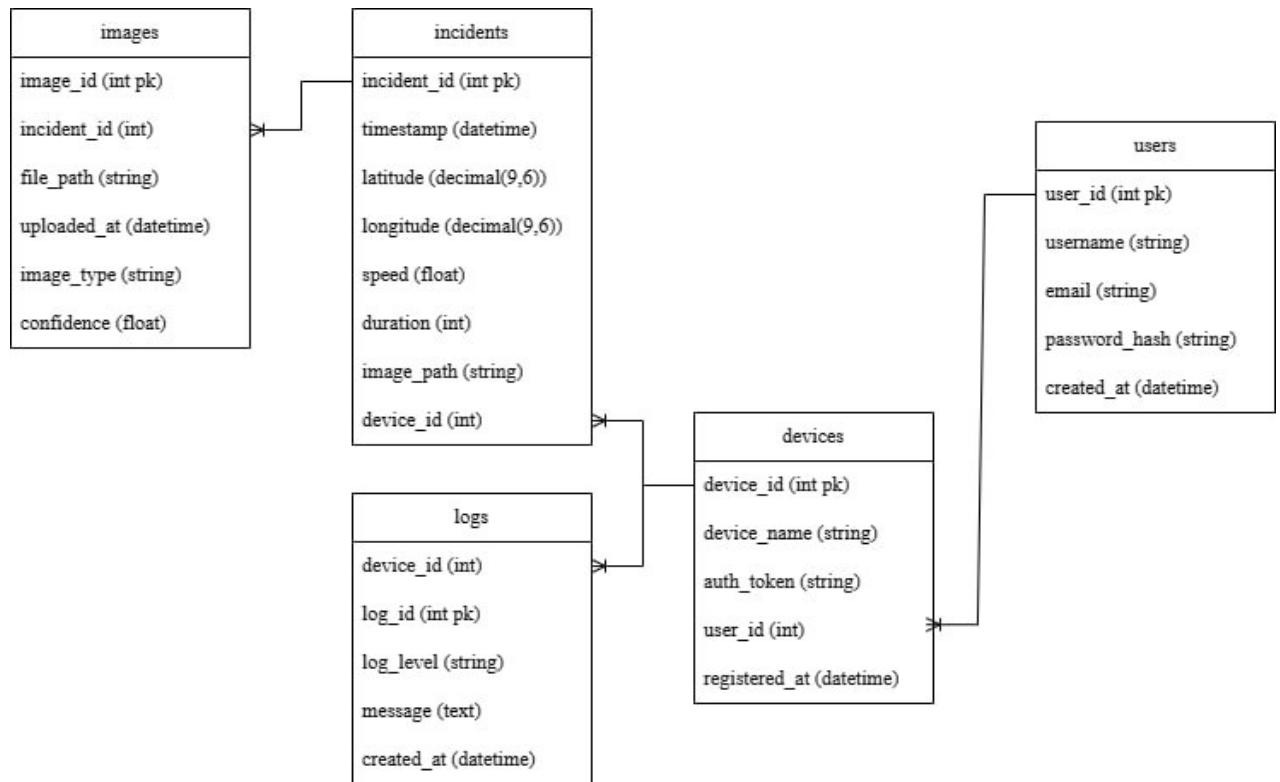 images
image_id (int pk)
incident_id (int)
file_path (string)
uploaded_at (datetime)
image_type (string)
confidence (float)
incidents
incident_id (int pk)
timestamp (datetime)
latitude (decimal(9,6))
longitude (decimal(9,6))
speed (float)
duration (int)
image_path (string)
device_id (int)
logs
device_id (int)
log_id (int pk)
log_level (string)
message (text)
created_at (datetime)
devices
device_id (int pk)
device_name (string)
auth_token (string)
user_id (int)
registered_at (datetime)
users
user_id (int pk)
username (string)
email (string)
password_hash (string)
created_at (datetime)